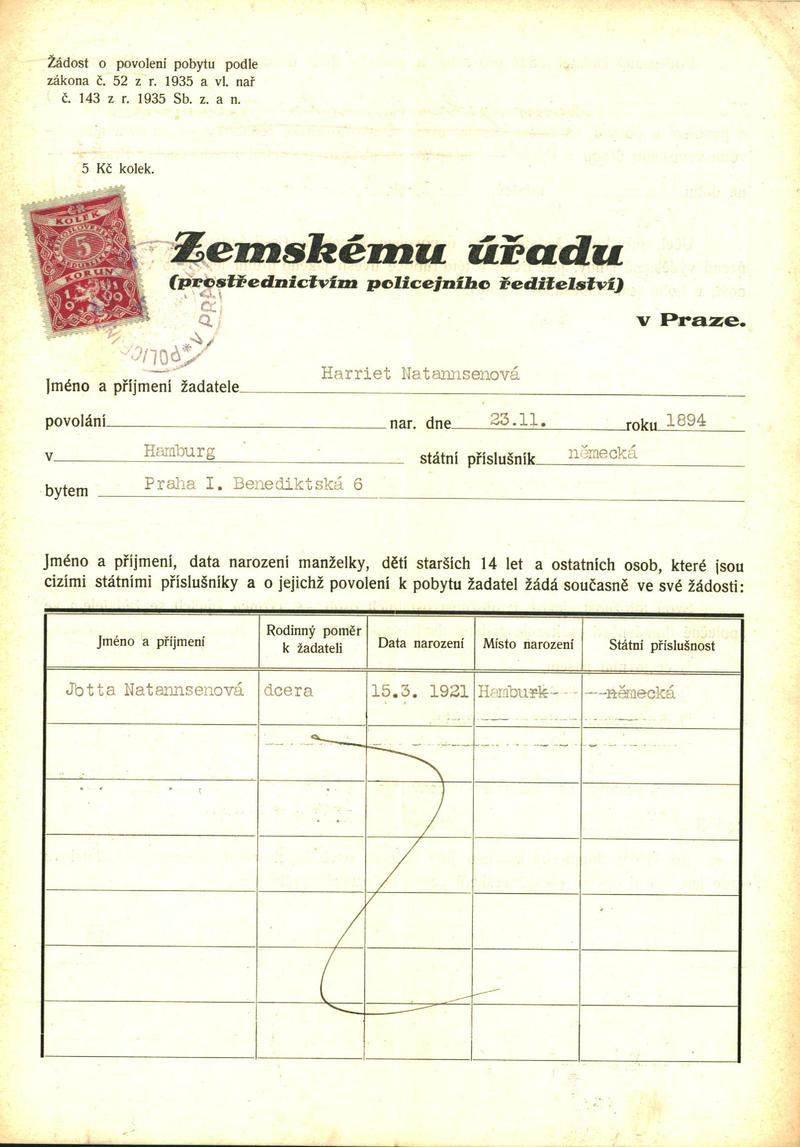 Žádost o povolení pobytu podle
zákona č. 52 z r. 1935 a vl. nař
č. 143 z r. 1935 Sb. z. a n.
5 Kč kolek.
KOLEK
5
KORUN
1919
Zemskému úřadu
(prostřednictvím policejního ředitelství)
v Praze.
V PRAZE
Jméno a příjmení žadatele Harriet Natannsenová
povolání nar. dne 23.11. roku 1894
v Hamburg státní příslušník německá
bytem Praha I. Benediktská 6
Jméno a příjmení, data narození manželky, dětí starších 14 let a ostatních osob, které jsou
cizími státními příslušníky a o jejichž povolení k pobytu žadatel žádá současně ve své žádosti:
Jméno a příjmení Rodinný poměr k žadateli Data narození Místo narození Státní příslušnost
Jotta Natannsenová dcera 15.3. 1921 Hamburk německá